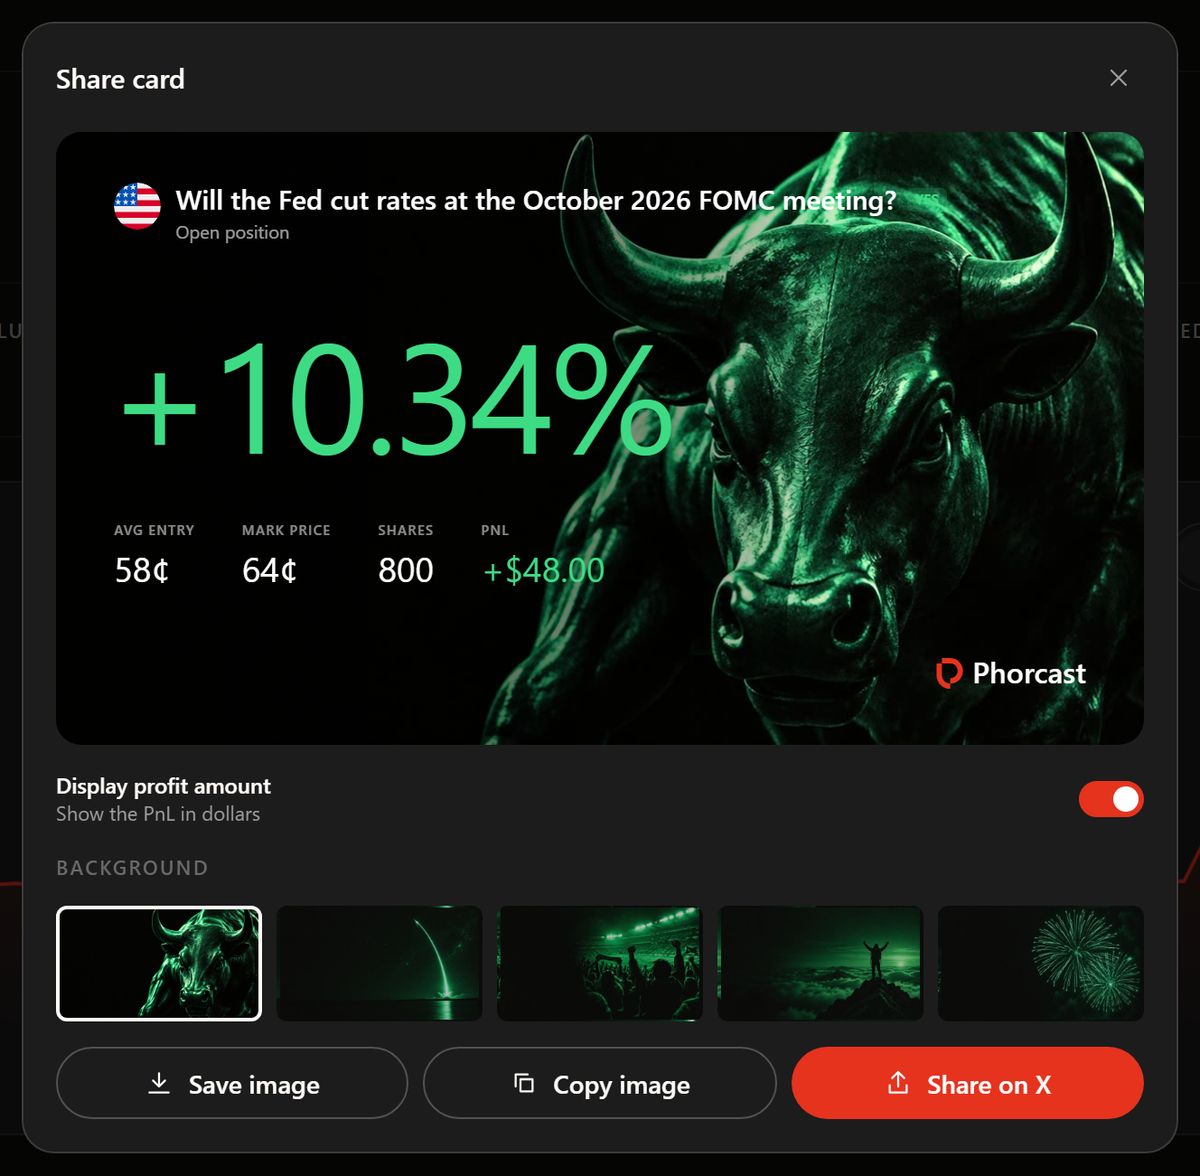 Share card
Will the Fed cut rates at the October 2026 FOMC meeting? YES
Open position
+10.34%
AVG ENTRY MARK PRICE SHARES PNL
58¢ 64¢ 800 +$48.00
Phorcast
Display profit amount
Show the PnL in dollars
BACKGROUND
Save image Copy image Share on X